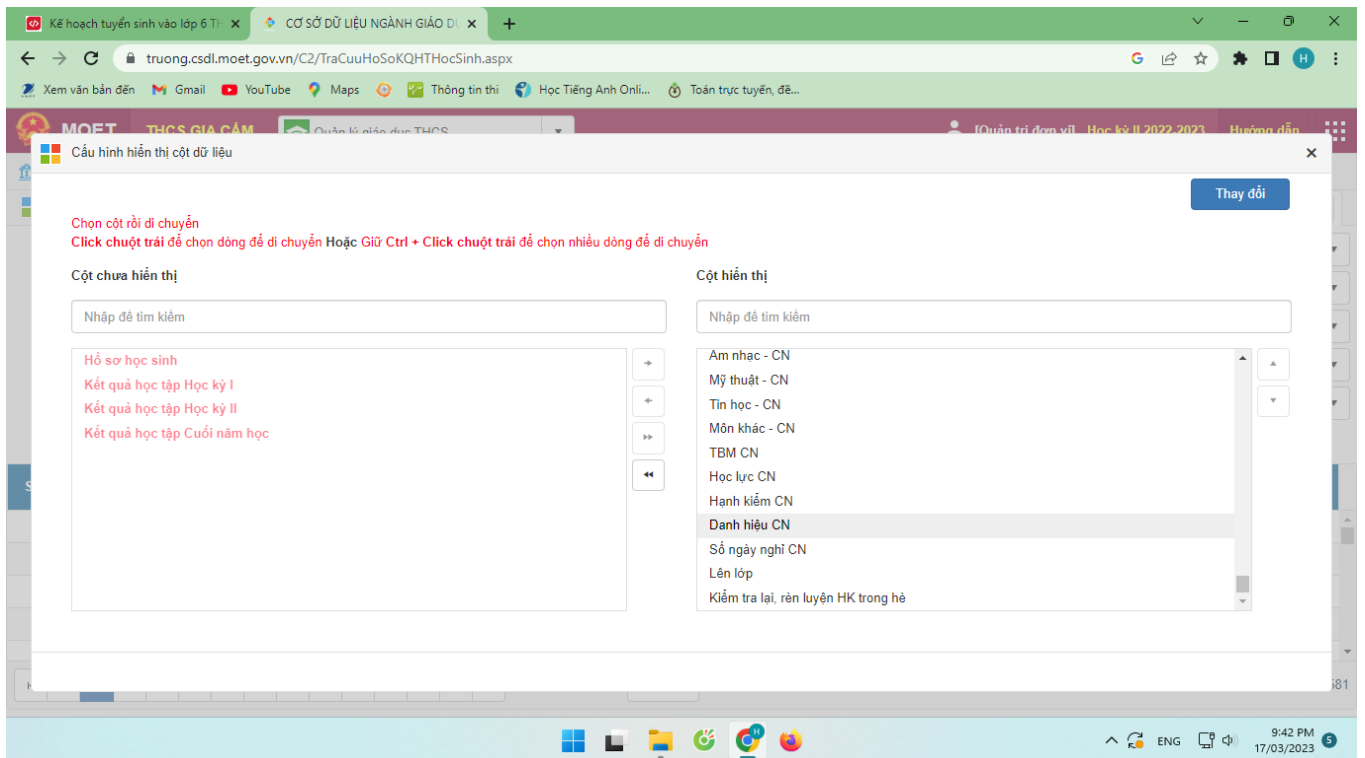 Kế hoạch tuyển sinh vào lớp 6 TH
CƠ SỞ DỮ LIỆU NGÀNH GIÁO DỤ
truong.csdl.moet.gov.vn/C2/TraCuuHoSoKQHTHocSinh.aspx
G
H
Xem văn bản đến
Gmail
YouTube
Maps
Thông tin thi
Học Tiếng Anh Onli...
Toán trực tuyến, đề...
MOET
THCS GIA CẨM
Quản lý giáo dục THCS
[Quản trị đơn vị]
Học kỳ II 2022-2023
Hướng dẫn
Cấu hình hiển thị cột dữ liệu
Thay đổi
Chọn cột rồi di chuyển
Click chuột trái để chọn dòng để di chuyển Hoặc Giữ Ctrl + Click chuột trái để chọn nhiều dòng để di chuyển
Cột chưa hiển thị
Cột hiển thị
Nhập để tìm kiếm
Nhập để tìm kiếm
Hồ sơ học sinh
Kết quả học tập Học kỳ I
Kết quả học tập Học kỳ II
Kết quả học tập Cuối năm học
Âm nhạc - CN
Mỹ thuật - CN
Tin học - CN
Môn khác - CN
TBM CN
Học lực CN
Hạnh kiểm CN
Danh hiệu CN
Số ngày nghỉ CN
Lên lớp
Kiểm tra lại, rèn luyện HK trong hè
581
ENG
9:42 PM
17/03/2023
5